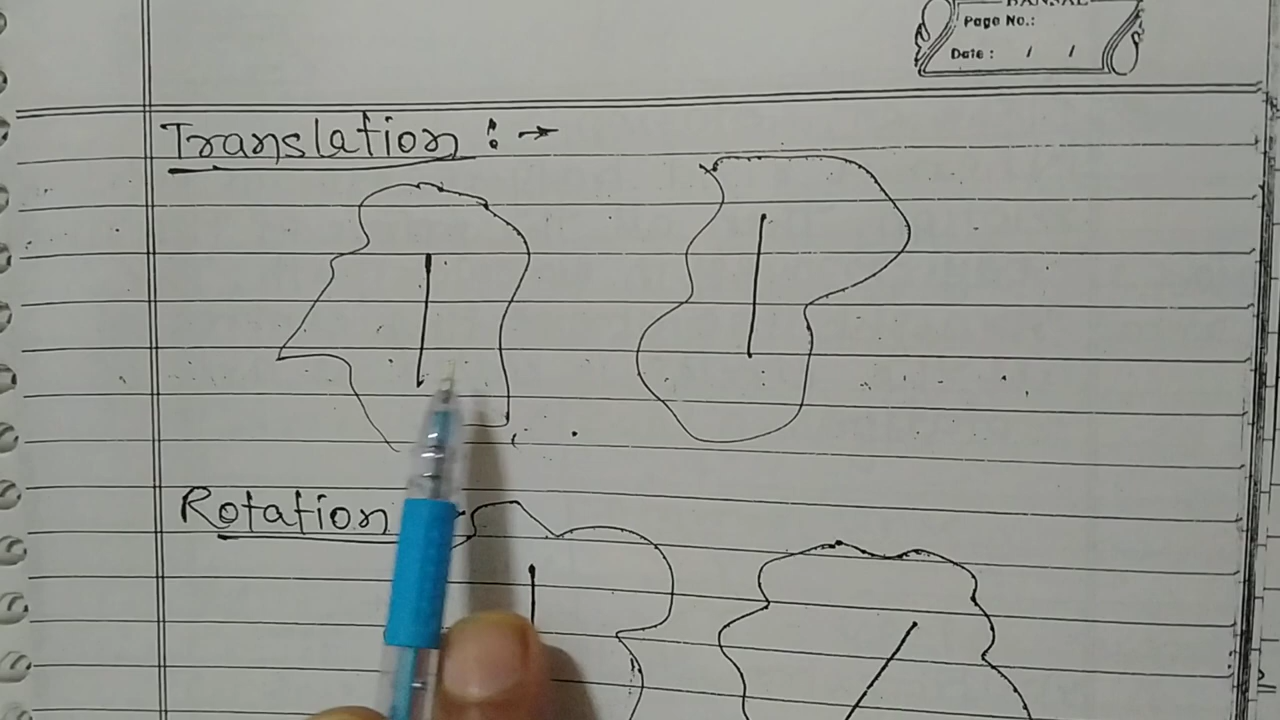 Page No.:
Date : / /
Translation :→
Rotation